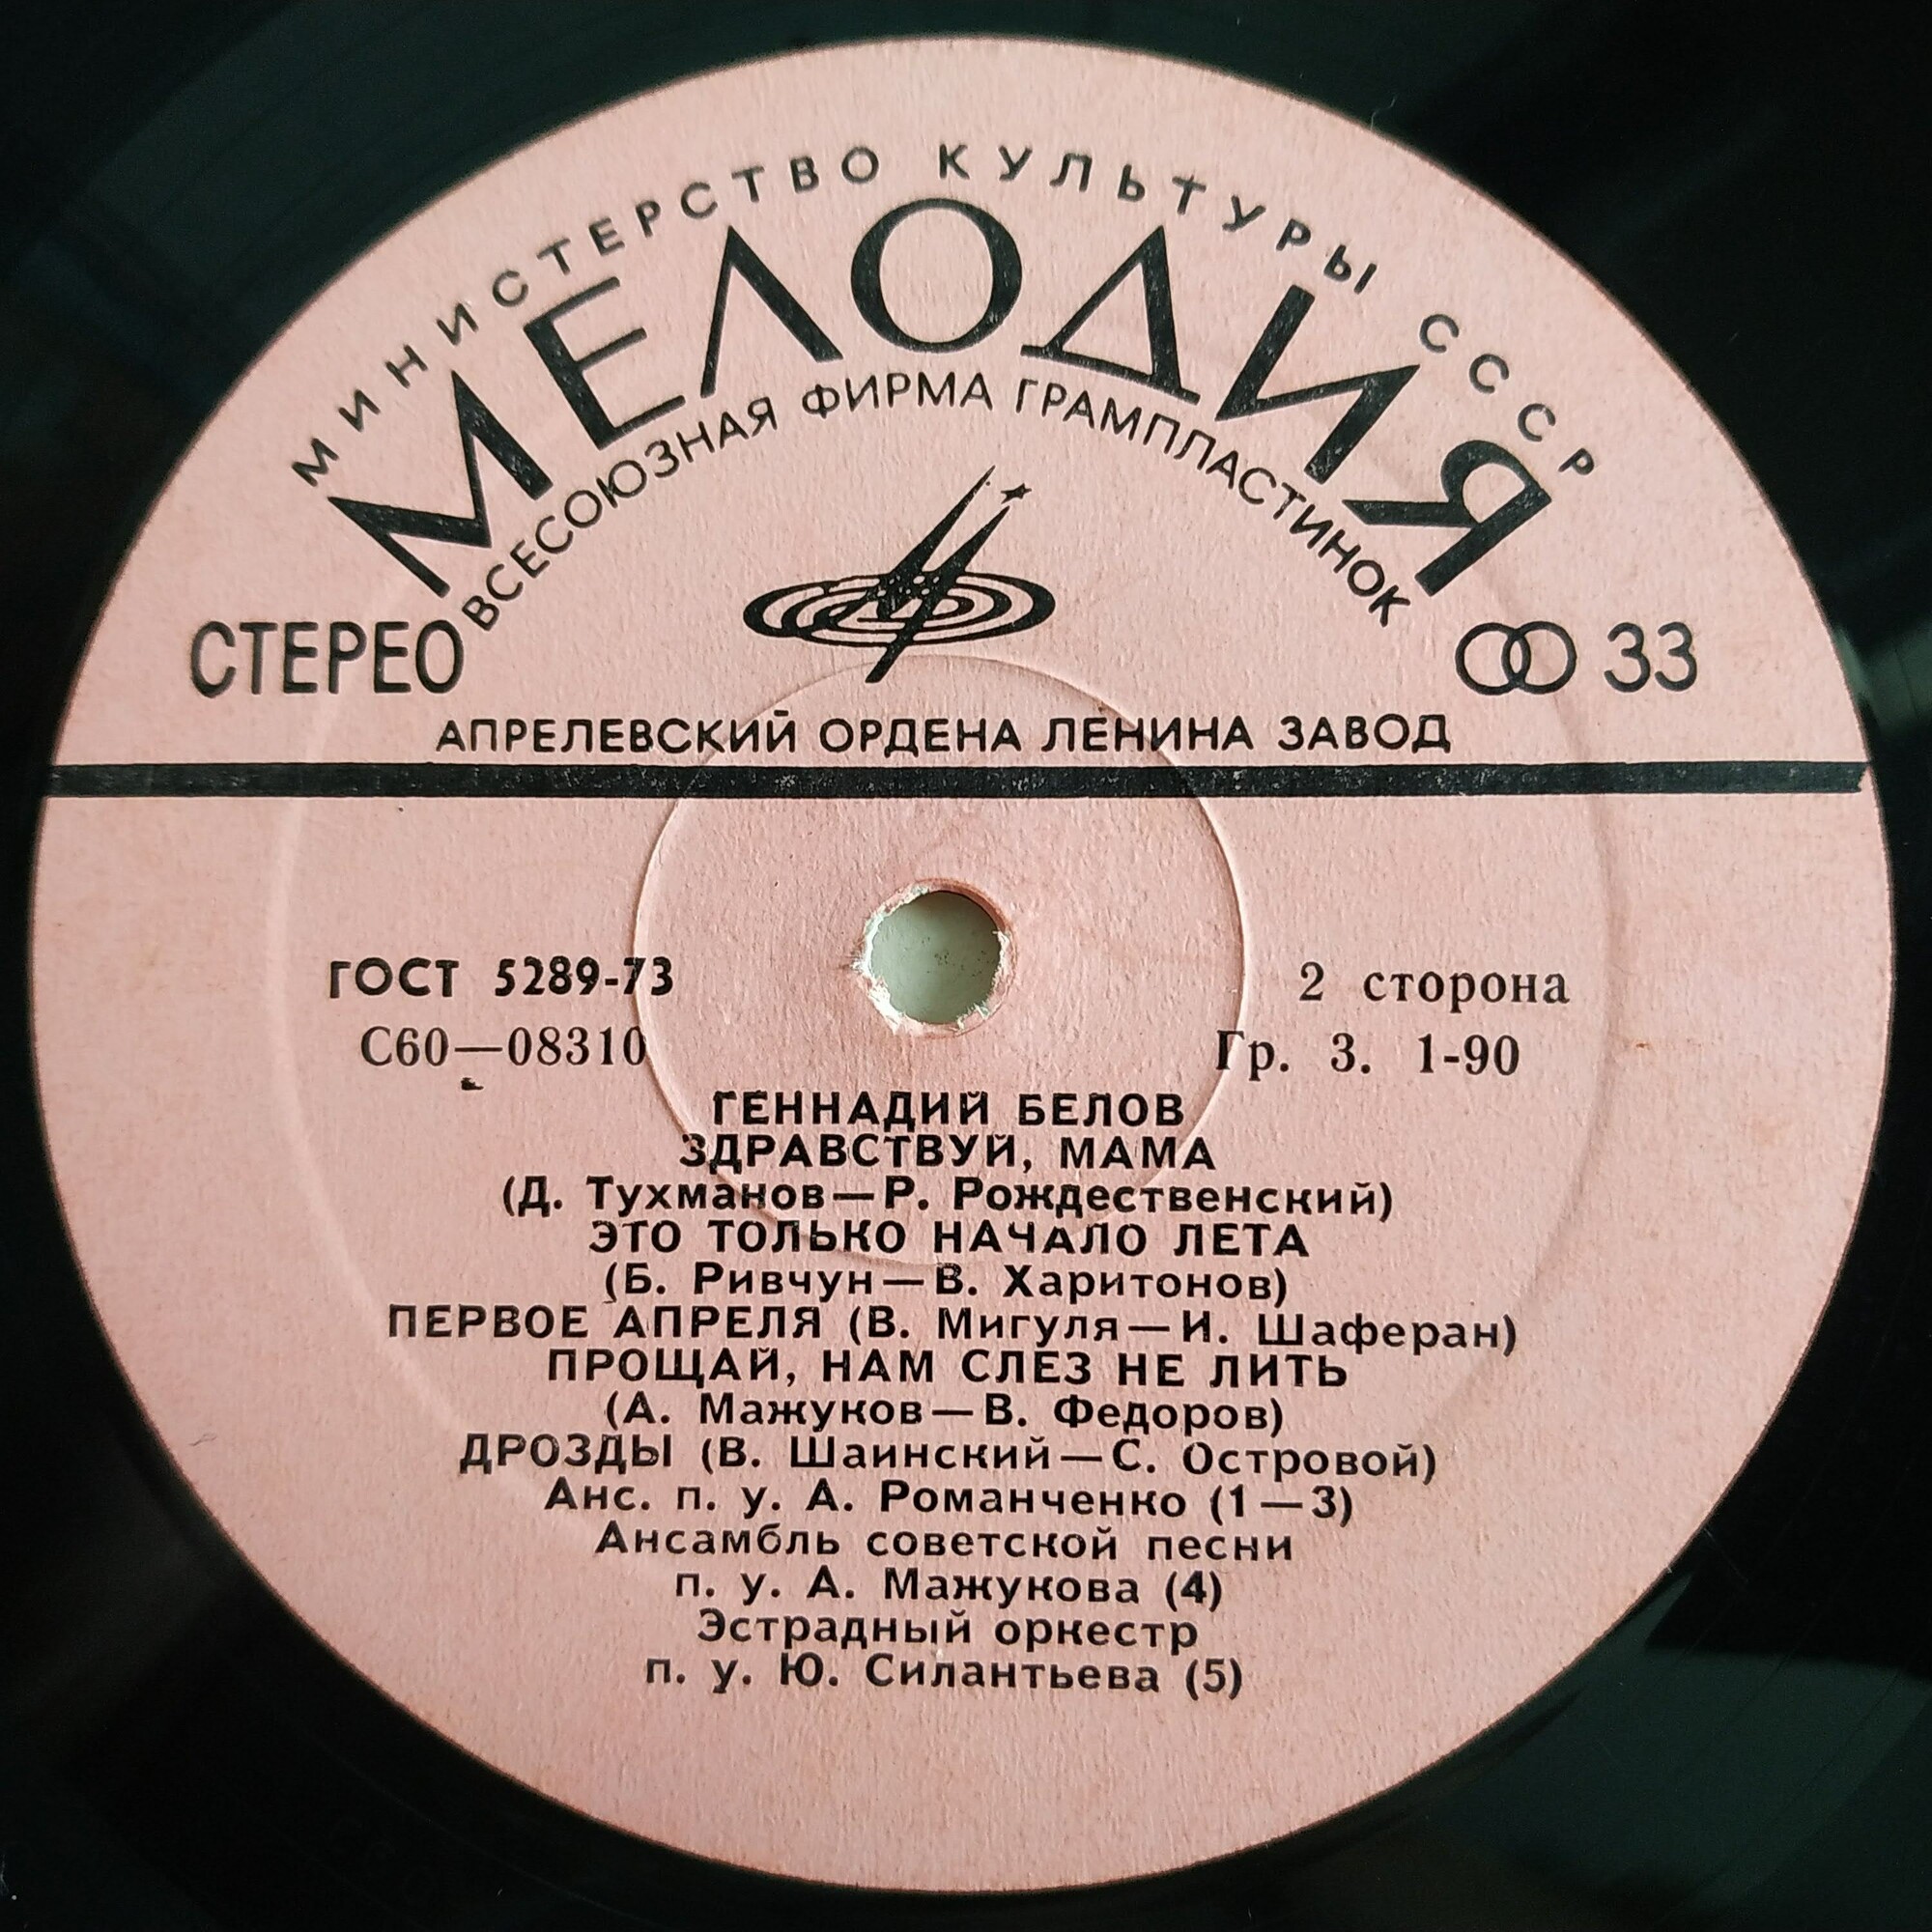 МИНИСТЕРСТВО КУЛЬТУРЫ СССР
МЕЛОДИЯ
ВСЕСОЮЗНАЯ ФИРМА ГРАМПЛАСТИНОК
СТЕРЕО
33
АПРЕЛЕВСКИЙ ОРДЕНА ЛЕНИНА ЗАВОД
ГОСТ 5289-73
2 сторона
С60—08310
Гр. 3. 1-90
ГЕННАДИЙ БЕЛОВ
ЗДРАВСТВУЙ, МАМА
(Д. Тухманов—Р. Рождественский)
ЭТО ТОЛЬКО НАЧАЛО ЛЕТА
(Б. Ривчун—В. Харитонов)
ПЕРВОЕ АПРЕЛЯ (В. Мигуля—И. Шаферан)
ПРОЩАЙ, НАМ СЛЕЗ НЕ ЛИТЬ
(А. Мажуков—В. Федоров)
ДРОЗДЫ (В. Шаинский—С. Островой)
Анс. п. у. А. Романченко (1—3)
Ансамбль советской песни
п. у. А. Мажукова (4)
Эстрадный оркестр
п. у. Ю. Силантьева (5)